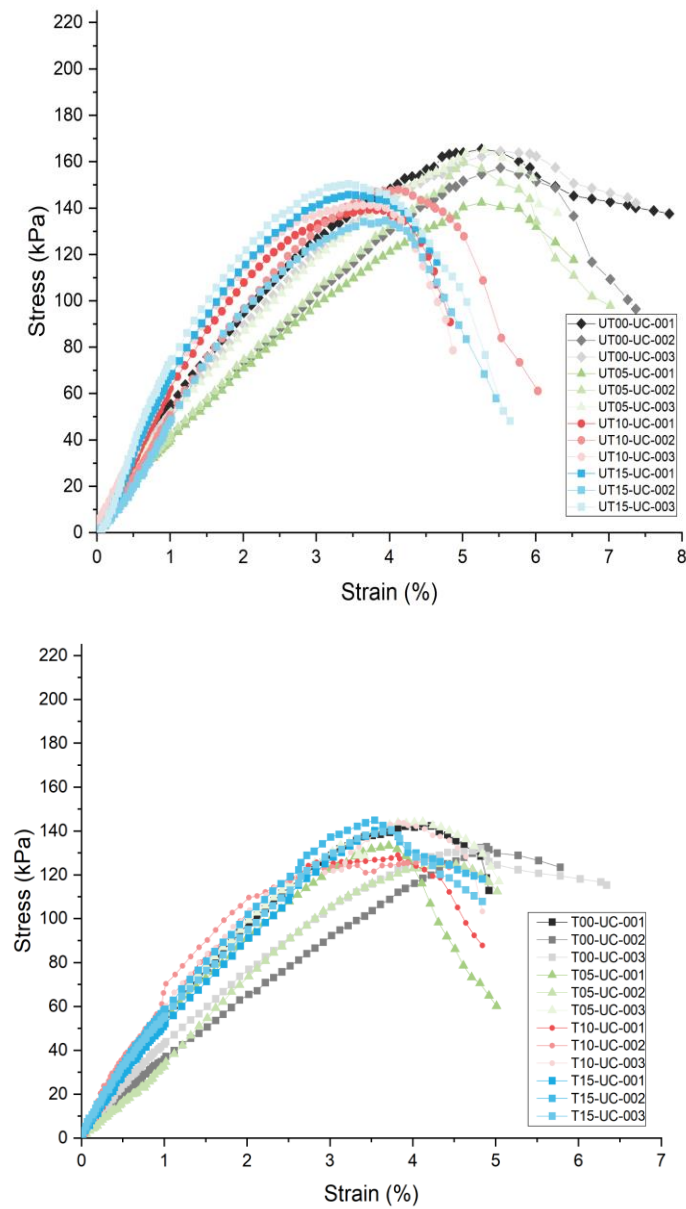 220
200
180
160
140
120
100
80
60
40
20
0
Stress (kPa)
0 1 2 3 4 5 6 7 8
Strain (%)
UT00-UC-001
UT00-UC-002
UT00-UC-003
UT05-UC-001
UT05-UC-002
UT05-UC-003
UT10-UC-001
UT10-UC-002
UT10-UC-003
UT15-UC-001
UT15-UC-002
UT15-UC-003
220
200
180
160
140
120
100
80
60
40
20
0
Stress (kPa)
0 1 2 3 4 5 6 7
Strain (%)
T00-UC-001
T00-UC-002
T00-UC-003
T05-UC-001
T05-UC-002
T05-UC-003
T10-UC-001
T10-UC-002
T10-UC-003
T15-UC-001
T15-UC-002
T15-UC-003